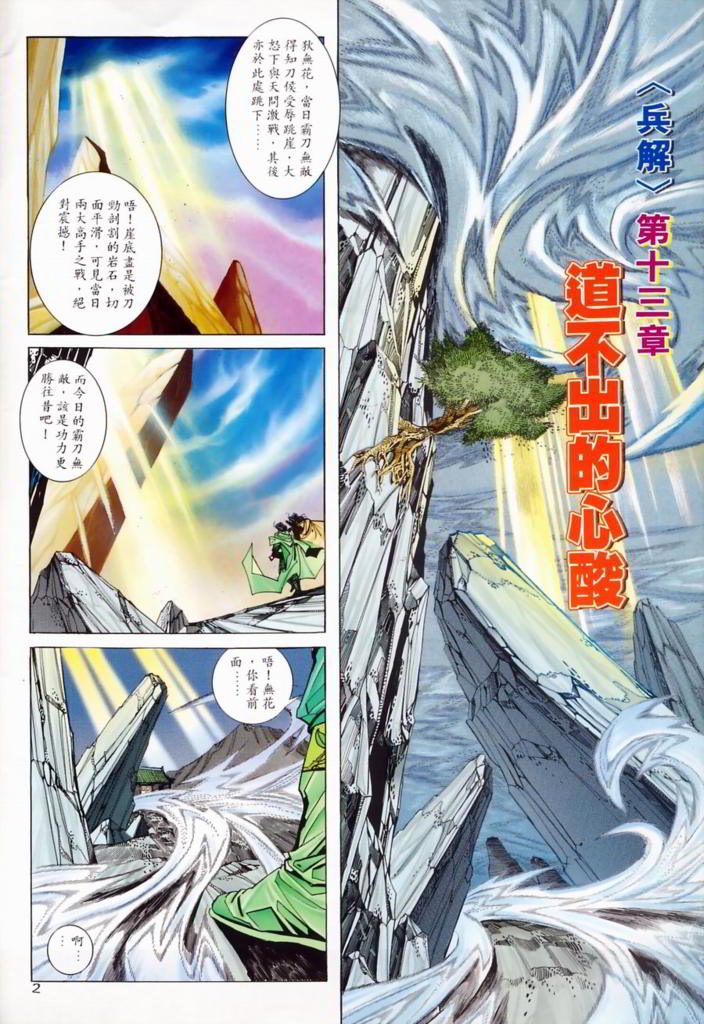 《兵解》第十三章
道不出的心酸
狄無花，當日霸刀無敵
得知刀侯受辱跳崖，大
怒下與天問激戰，其後
亦於此處跳下……
唔！崖底盡是被刀
勁剖割的岩石，切
面平滑，可見當日
兩大高手之戰，絕
對震撼！
而今日的霸刀無
敵，該是功力更
勝往昔吧！
唔！無花
，你看前
面……
啊…
…
2